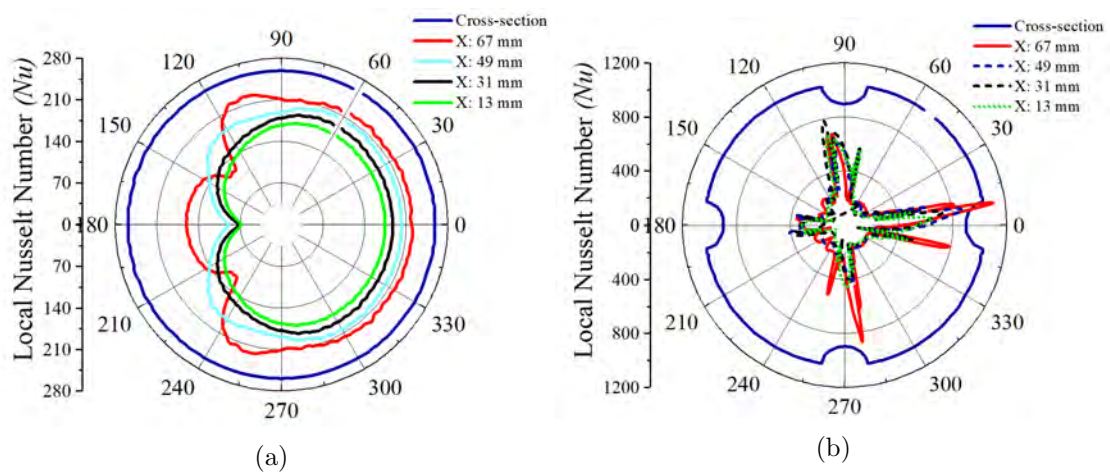 Cross-section
X: 67 mm
X: 49 mm
X: 31 mm
X: 13 mm
Local Nusselt Number (Nu)
280
210
140
70
0
70
140
210
280
90
60
30
0
330
300
270
240
210
180
150
120
(a)
Cross-section
X: 67 mm
X: 49 mm
X: 31 mm
X: 13 mm
Local Nusselt Number (Nu)
1200
800
400
0
400
800
1200
90
60
30
0
330
300
270
240
210
180
150
120
(b)